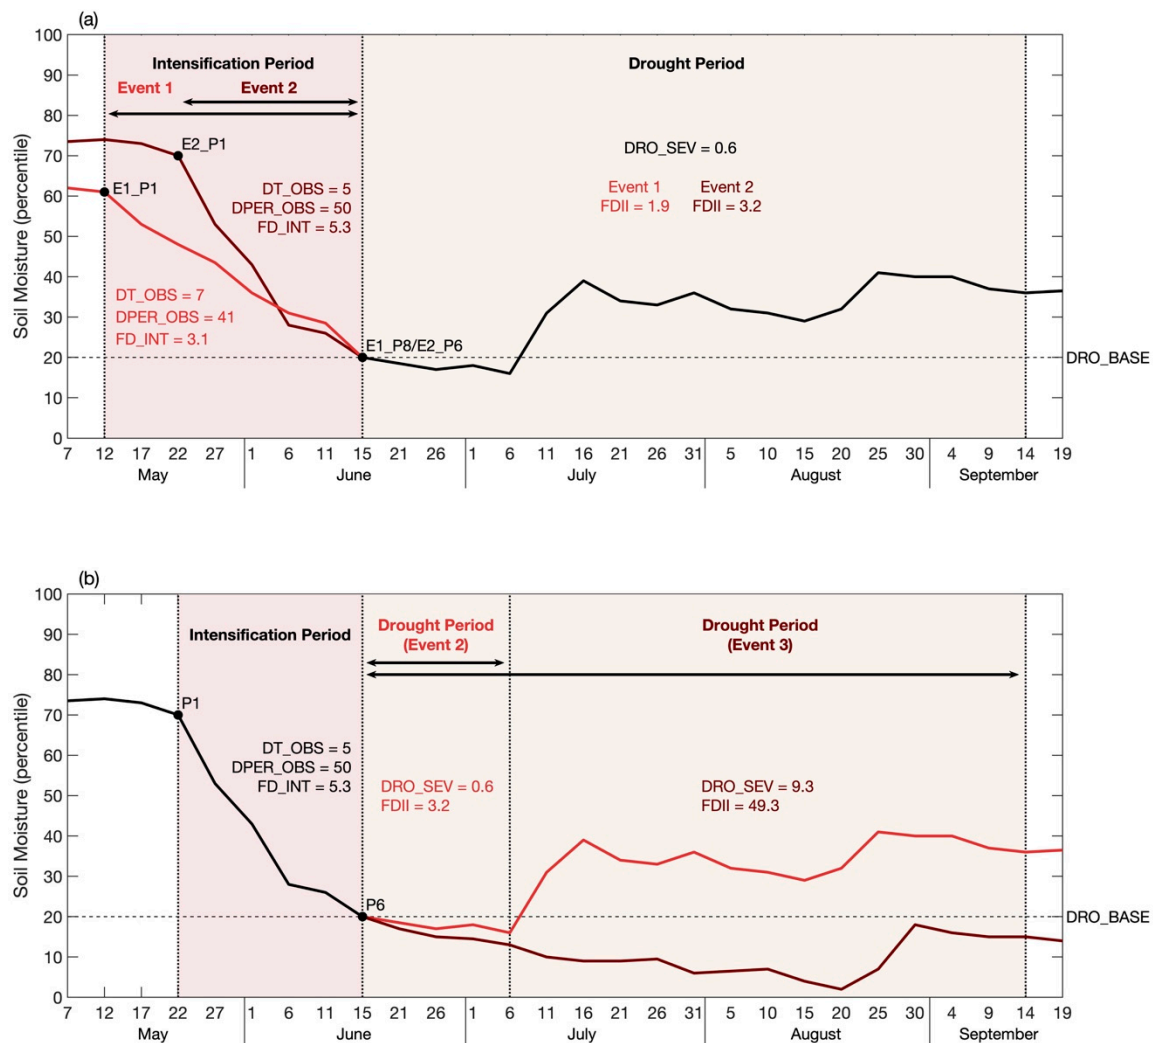 (a)
100
90
80
70
60
50
40
30
20
10
0
Soil Moisture (percentile)
Intensification Period
Drought Period
Event 1
Event 2
E2_P1
E1_P1
DRO_SEV = 0.6
DT_OBS = 5
DPER_OBS = 50
FD_INT = 5.3
Event 1
FDII = 1.9
Event 2
FDII = 3.2
DT_OBS = 7
DPER_OBS = 41
FD_INT = 3.1
E1_P8/E2_P6
DRO_BASE
7 12 17 22 27 1 6 11 15 21 26 1 6 11 16 21 26 31 5 10 15 20 25 30 4 9 14 19
May June July August September
(b)
100
90
80
70
60
50
40
30
20
10
0
Soil Moisture (percentile)
Intensification Period
Drought Period
(Event 2)
Drought Period
(Event 3)
P1
DT_OBS = 5
DPER_OBS = 50
FD_INT = 5.3
DRO_SEV = 0.6
FDII = 3.2
DRO_SEV = 9.3
FDII = 49.3
P6
DRO_BASE
7 12 17 22 27 1 6 11 15 21 26 1 6 11 16 21 26 31 5 10 15 20 25 30 4 9 14 19
May June July August September